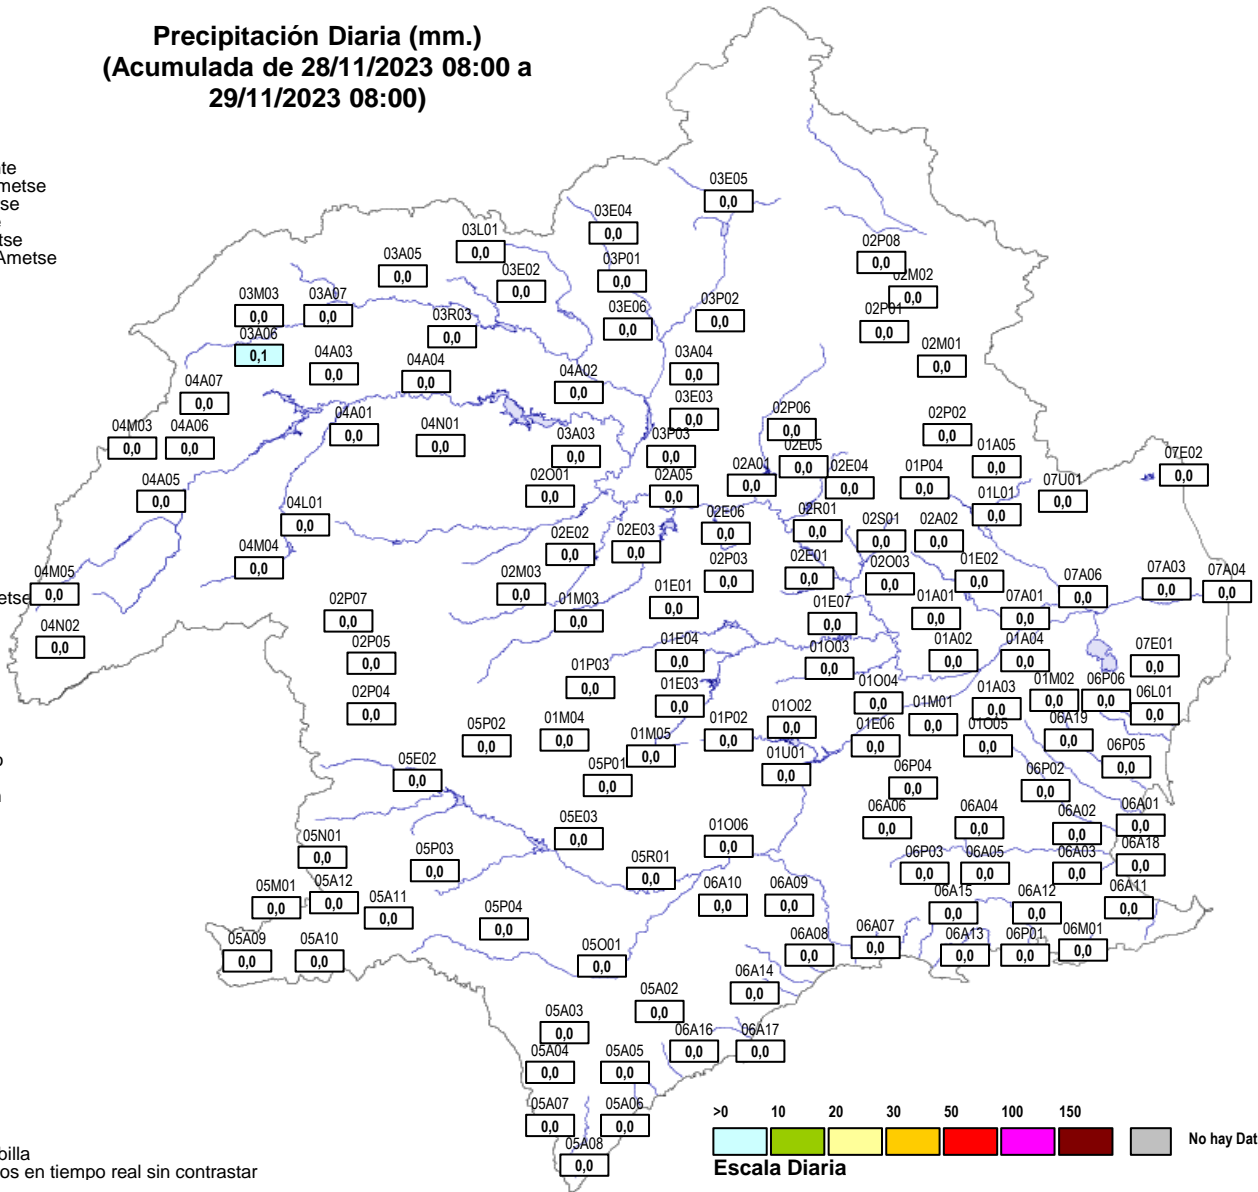 Precipitación Diaria (mm.)
(Acumulada de 28/11/2023 08:00 a
29/11/2023 08:00)
03E05
0,0
03E04
0,0
03L01
0,0
03A05
0,0
03P01
0,0
03E02
0,0
02P08
0,0
02M02
0,0
03M03
0,0
03A07
0,0
03R03
0,0
03E06
0,0
03P02
0,0
02P01
0,0
03A06
0,1
04A03
0,0
04A04
0,0
03A04
0,0
02M01
0,0
04A07
0,0
04A02
0,0
03E03
0,0
04M03
0,0
04A06
0,0
04A01
0,0
04N01
0,0
03A03
0,0
03P03
0,0
02P06
0,0
02E05
0,0
02P02
0,0
01A05
0,0
07E02
0,0
04A05
0,0
02O01
0,0
02A05
0,0
02A01
0,0
02E04
0,0
01P04
0,0
01L01
0,0
07U01
0,0
04L01
0,0
02E02
0,0
02E03
0,0
02E06
0,0
02R01
0,0
02S01
0,0
02A02
0,0
04M04
0,0
04M05
0,0
02M03
0,0
01M03
0,0
01E01
0,0
02P03
0,0
02E01
0,0
02O03
0,0
01E02
0,0
07A06
0,0
07A03
0,0
07A04
0,0
04N02
0,0
02P07
0,0
01E07
0,0
01A01
0,0
07A01
0,0
02P05
0,0
01E04
0,0
01O03
0,0
01A02
0,0
01A04
0,0
07E01
0,0
02P04
0,0
01P03
0,0
01E03
0,0
01O04
0,0
01M01
0,0
01A03
0,0
01M02
0,0
06P06
0,0
06L01
0,0
05P02
0,0
01M04
0,0
01M05
0,0
01P02
0,0
01O02
0,0
01E06
0,0
01O05
0,0
06A19
0,0
06P05
0,0
05E02
0,0
05P01
0,0
01U01
0,0
06P04
0,0
06P02
0,0
05E03
0,0
01O06
0,0
06A06
0,0
06A04
0,0
06A02
0,0
06A01
0,0
05N01
0,0
05P03
0,0
05R01
0,0
06P03
0,0
06A05
0,0
06A03
0,0
06A18
0,0
05M01
0,0
05A12
0,0
05A11
0,0
06A10
0,0
06A09
0,0
06A15
0,0
06A12
0,0
06A11
0,0
05A09
0,0
05A10
0,0
05P04
0,0
05O01
0,0
06A08
0,0
06A07
0,0
06A13
0,0
06P01
0,0
06M01
0,0
05A03
0,0
05A02
0,0
06A14
0,0
06A16
0,0
06A17
0,0
05A04
0,0
05A05
0,0
05A07
0,0
05A06
0,0
05A08
0,0
>0 10 20 30 50 100 150
No hay Dat
Escala Diaria
os en tiempo real sin contrastar